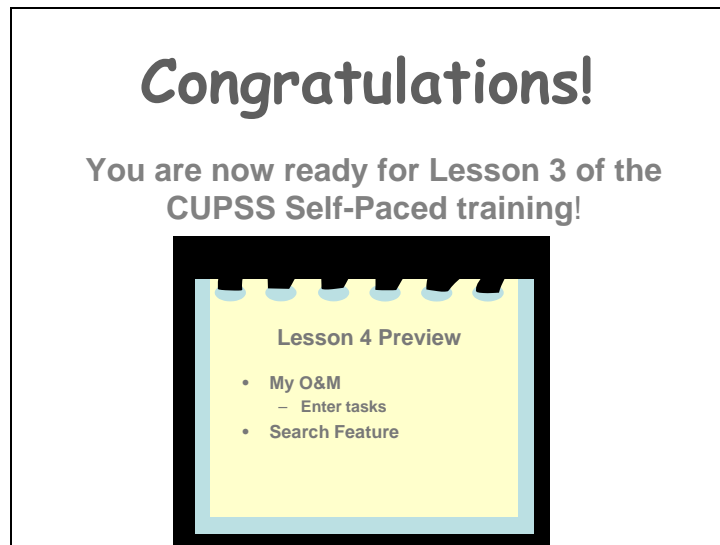 Congratulations!
You are now ready for Lesson 3 of the
CUPSS Self-Paced training!
Lesson 4 Preview
• My O&M
– Enter tasks
• Search Feature